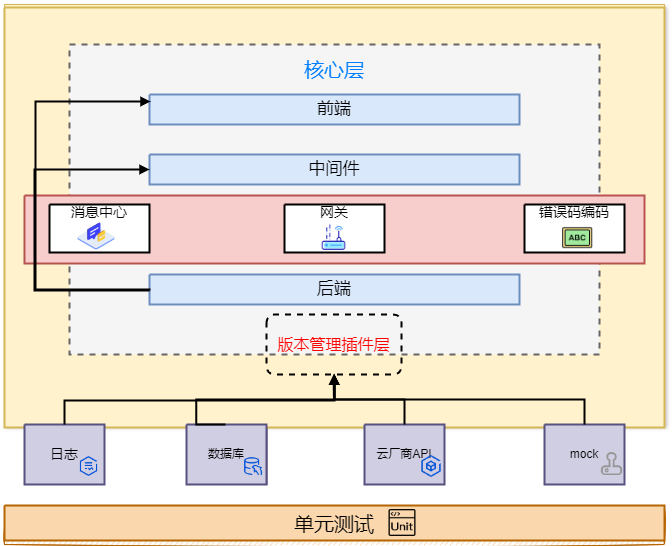 核心层
前端
中间件
消息中心
网关
错误码编码
ABC
后端
版本管理插件层
日志
数据库
云厂商API
mock
单元测试
</>
Unit